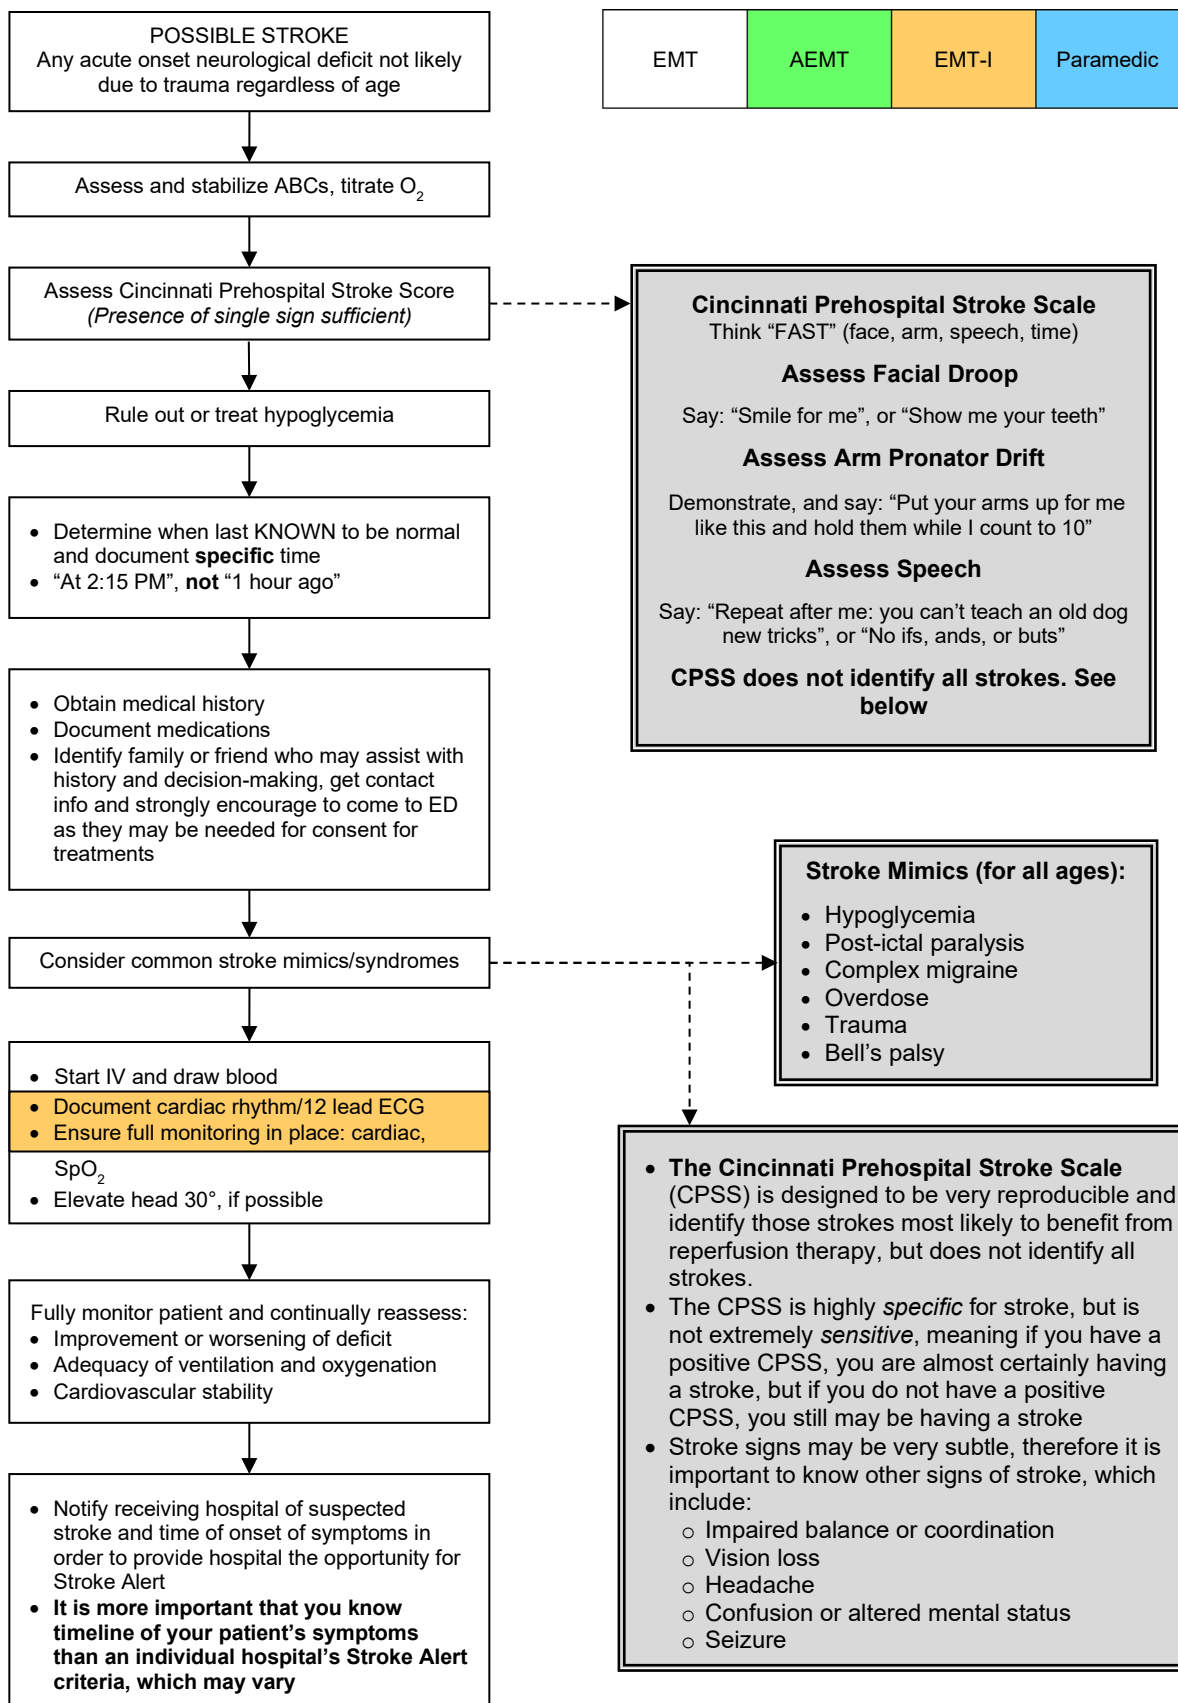 POSSIBLE STROKE
Any acute onset neurological deficit not likely
due to trauma regardless of age
EMT
AEMT
EMT-I
Paramedic
Assess and stabilize ABCs, titrate O2
Assess Cincinnati Prehospital Stroke Score
(Presence of single sign sufficient)
Rule out or treat hypoglycemia
• Determine when last KNOWN to be normal
and document specific time
• “At 2:15 PM”, not “1 hour ago”
• Obtain medical history
• Document medications
• Identify family or friend who may assist with
history and decision-making, get contact
info and strongly encourage to come to ED
as they may be needed for consent for
treatments
Consider common stroke mimics/syndromes
• Start IV and draw blood
• Document cardiac rhythm/12 lead ECG
• Ensure full monitoring in place: cardiac,
SpO2
• Elevate head 30°, if possible
Fully monitor patient and continually reassess:
• Improvement or worsening of deficit
• Adequacy of ventilation and oxygenation
• Cardiovascular stability
• Notify receiving hospital of suspected
stroke and time of onset of symptoms in
order to provide hospital the opportunity for
Stroke Alert
• It is more important that you know
timeline of your patient’s symptoms
than an individual hospital’s Stroke Alert
criteria, which may vary
Cincinnati Prehospital Stroke Scale
Think “FAST” (face, arm, speech, time)
Assess Facial Droop
Say: “Smile for me”, or “Show me your teeth”
Assess Arm Pronator Drift
Demonstrate, and say: “Put your arms up for me
like this and hold them while I count to 10”
Assess Speech
Say: “Repeat after me: you can’t teach an old dog
new tricks”, or “No ifs, ands, or buts”
CPSS does not identify all strokes. See
below
Stroke Mimics (for all ages):
• Hypoglycemia
• Post-ictal paralysis
• Complex migraine
• Overdose
• Trauma
• Bell’s palsy
• The Cincinnati Prehospital Stroke Scale
(CPSS) is designed to be very reproducible and
identify those strokes most likely to benefit from
reperfusion therapy, but does not identify all
strokes.
• The CPSS is highly specific for stroke, but is
not extremely sensitive, meaning if you have a
positive CPSS, you are almost certainly having
a stroke, but if you do not have a positive
CPSS, you still may be having a stroke
• Stroke signs may be very subtle, therefore it is
important to know other signs of stroke, which
include:
o Impaired balance or coordination
o Vision loss
o Headache
o Confusion or altered mental status
o Seizure